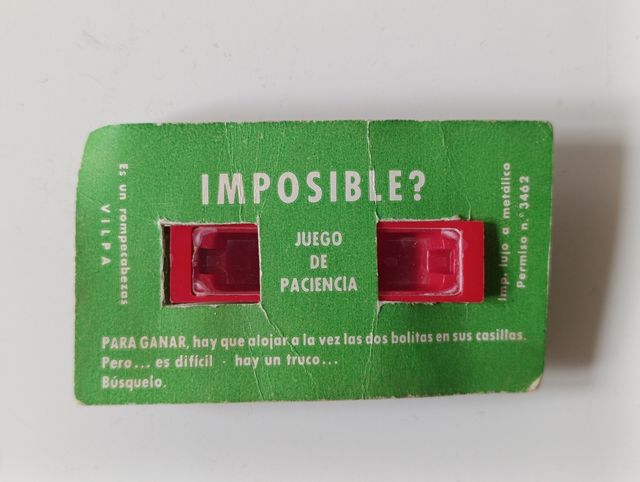 IMPOSIBLE?
Es un rompecabezas
VILPA
JUEGO
DE
PACIENCIA
Imp. lujo a metálico
Permiso n.º 3462
PARA GANAR, hay que alojar a la vez las dos bolitas en sus casillas.
Pero... es difícil - hay un truco...
Búsquelo.